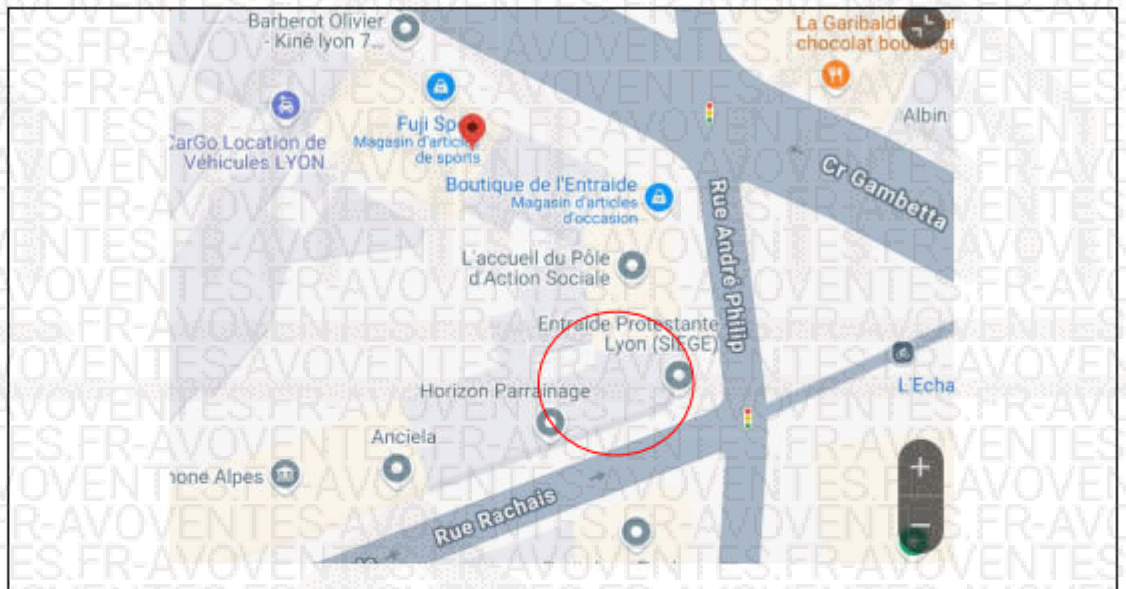 Barberot Olivier
- Kiné lyon 7...
La Garibaldi
chocolat
CarGo Location de
Véhicules LYON
Fuji Sp
Magasin d'articles
de sports
Albin
Cr Gambetta
Boutique de l'Entraide
Magasin d'articles
d'occasion
Rue André Philip
L'accueil du Pôle
d'Action Sociale
Entraide Protestante
Lyon (SIEGE)
L'Echa
Horizon Parrainage
Anciela
hone Alpes
Rue Rachais
AVOVENTES.FR